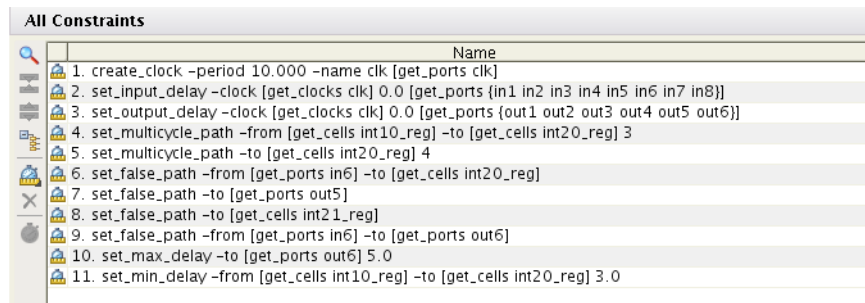 All Constraints
Name
1. create_clock -period 10.000 -name clk [get_ports clk]
2. set_input_delay -clock [get_clocks clk] 0.0 [get_ports {in1 in2 in3 in4 in5 in6 in7 in8}]
3. set_output_delay -clock [get_clocks clk] 0.0 [get_ports {out1 out2 out3 out4 out5 out6}]
4. set_multicycle_path -from [get_cells int10_reg] -to [get_cells int20_reg] 3
5. set_multicycle_path -to [get_cells int20_reg] 4
6. set_false_path -from [get_ports in6] -to [get_cells int20_reg]
7. set_false_path -to [get_ports out5]
8. set_false_path -to [get_cells int21_reg]
9. set_false_path -from [get_ports in6] -to [get_ports out6]
10. set_max_delay -to [get_ports out6] 5.0
11. set_min_delay -from [get_cells int10_reg] -to [get_cells int20_reg] 3.0